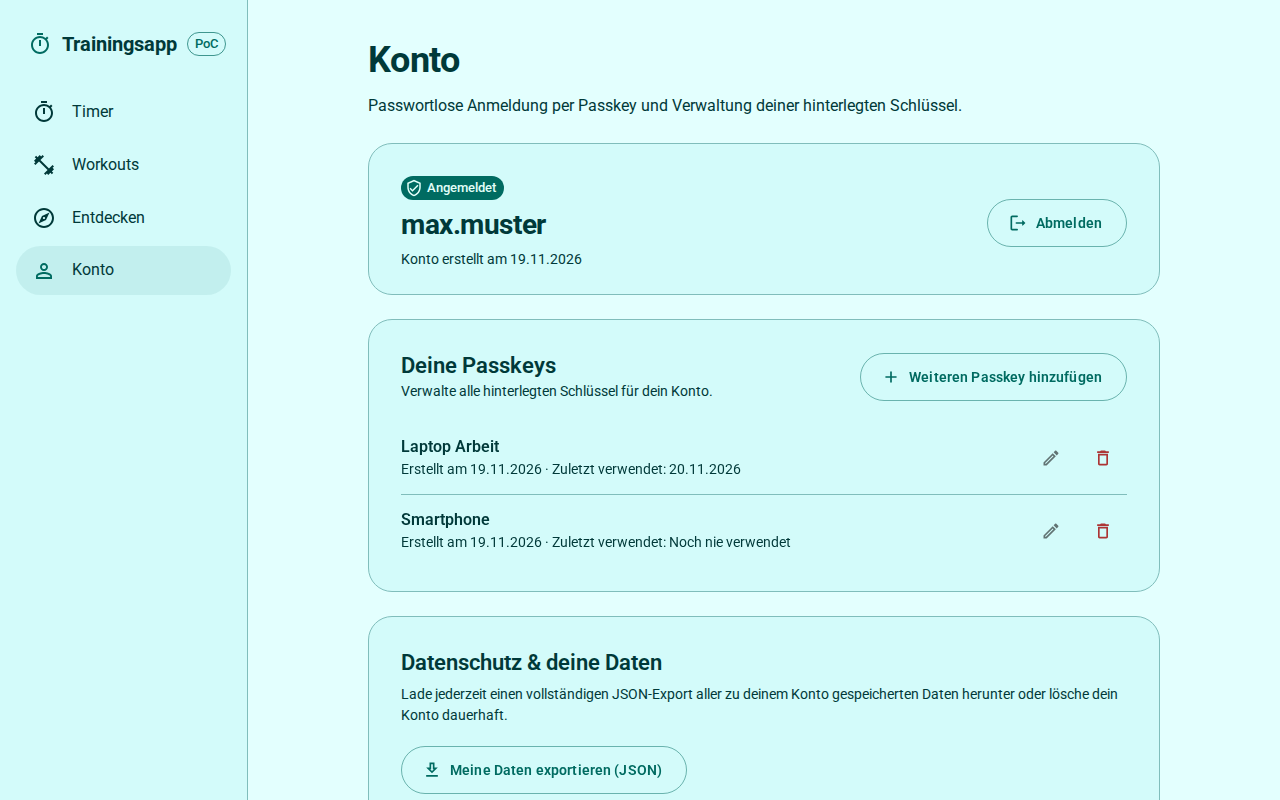 Trainingsapp PoC
Timer
Workouts
Entdecken
Konto
Konto
Passwortlose Anmeldung per Passkey und Verwaltung deiner hinterlegten Schlüssel.
Angemeldet
max.muster
Konto erstellt am 19.11.2026
Abmelden
Deine Passkeys
Verwalte alle hinterlegten Schlüssel für dein Konto.
Weiteren Passkey hinzufügen
Laptop Arbeit
Erstellt am 19.11.2026 · Zuletzt verwendet: 20.11.2026
Smartphone
Erstellt am 19.11.2026 · Zuletzt verwendet: Noch nie verwendet
Datenschutz & deine Daten
Lade jederzeit einen vollständigen JSON-Export aller zu deinem Konto gespeicherten Daten herunter oder lösche dein
Konto dauerhaft.
Meine Daten exportieren (JSON)